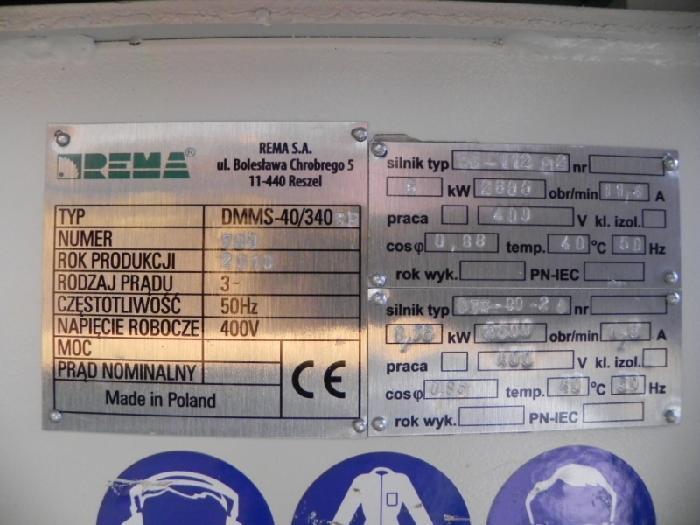 REMA®
REMA S.A.
ul. Bolesława Chrobrego 5
11-440 Reszel
TYP DMMS-40/340
NUMER
ROK PRODUKCJI 2010
RODZAJ PRĄDU 3~
CZĘSTOTLIWOŚĆ 50Hz
NAPIĘCIE ROBOCZE 400V
MOC
PRĄD NOMINALNY
Made in Poland
CE
silnik typ nr
kW obr/min A
praca 400 V kl. izol.
cos φ 0,88 temp. 40 °C 50 Hz
rok wyk. PN-IEC
silnik typ nr
kW obr/min A
praca 400 V kl. izol.
cos φ temp. 40 °C 50 Hz
rok wyk. PN-IEC